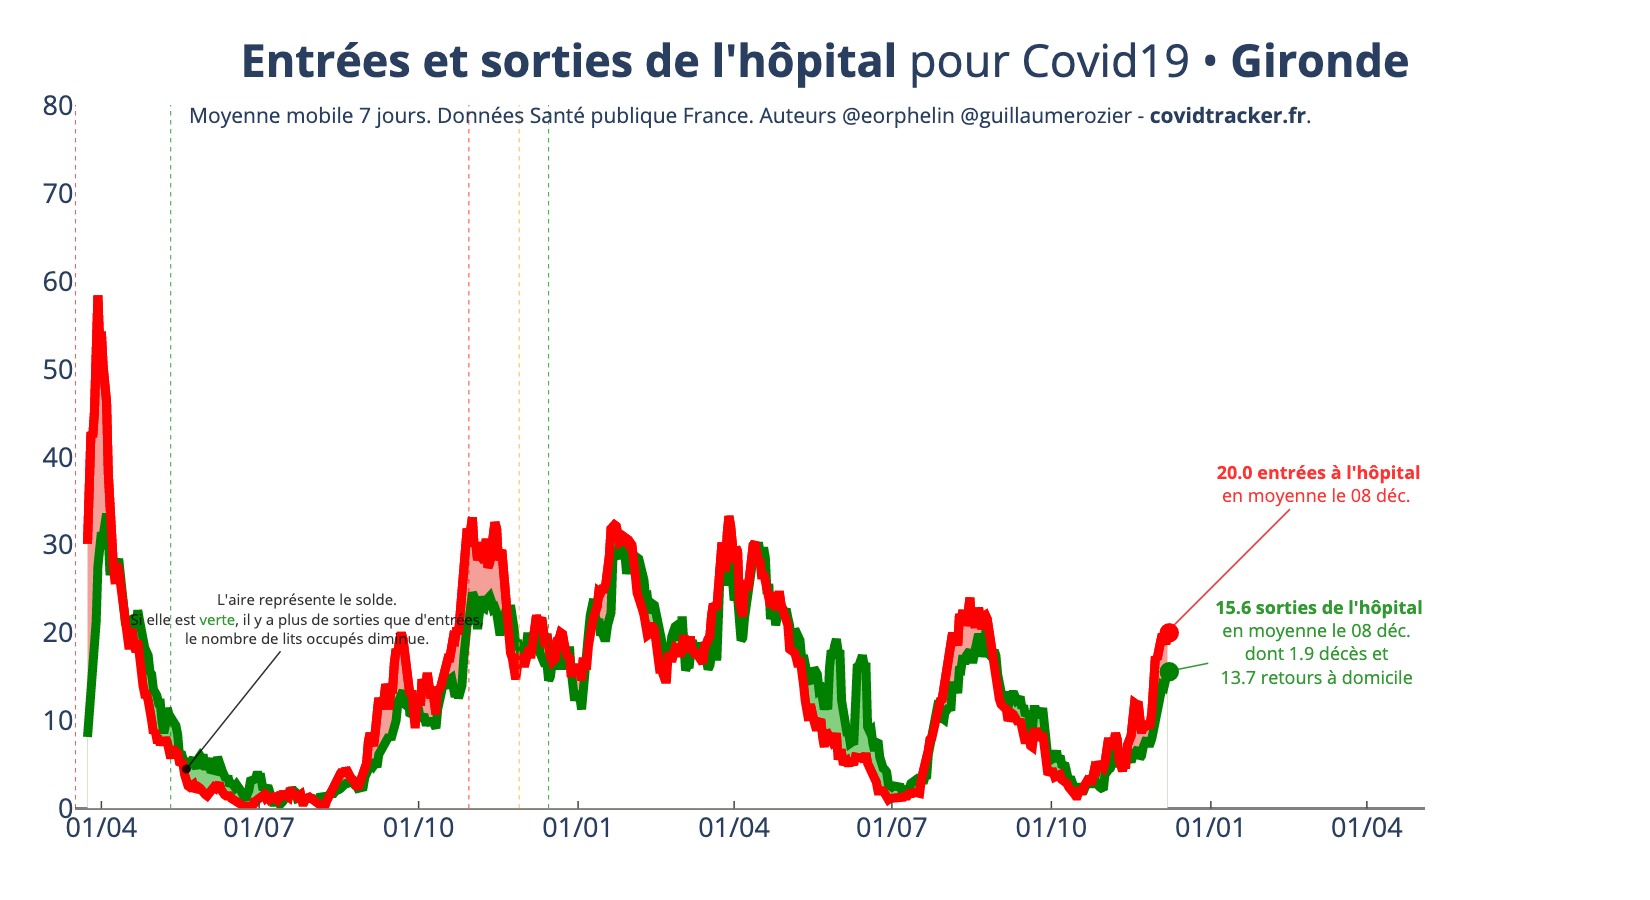 Entrées et sorties de l'hôpital pour Covid19 • Gironde
Moyenne mobile 7 jours. Données Santé publique France. Auteurs @eorphelin @guillaumerozier - covidtracker.fr.
80
70
60
50
40
30
20
10
0
20.0 entrées à l'hôpital
en moyenne le 08 déc.
15.6 sorties de l'hôpital
en moyenne le 08 déc.
dont 1.9 décès et
13.7 retours à domicile
L'aire représente le solde.
Si elle est verte, il y a plus de sorties que d'entrées,
le nombre de lits occupés diminue.
01/04 01/07 01/10 01/01 01/04 01/07 01/10 01/01 01/04